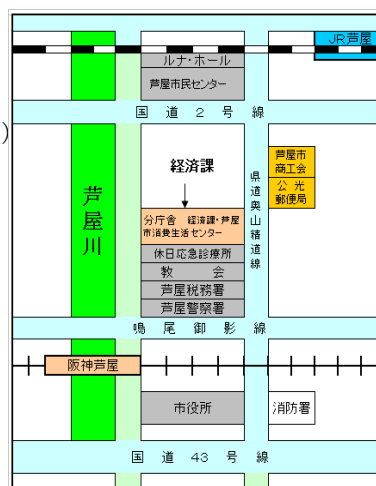 JR芦屋
ルナ・ホール
芦屋市民センター
国道2号線
)
芦屋市
商工会
経済課
公光
郵便局
芦屋川
県道奥山精道線
分庁舎 経済課・芦屋
市消費生活センター
休日応急診療所
教会
芦屋税務署
芦屋警察署
鳴尾御影線
阪神芦屋
市役所
消防署
国道43号線